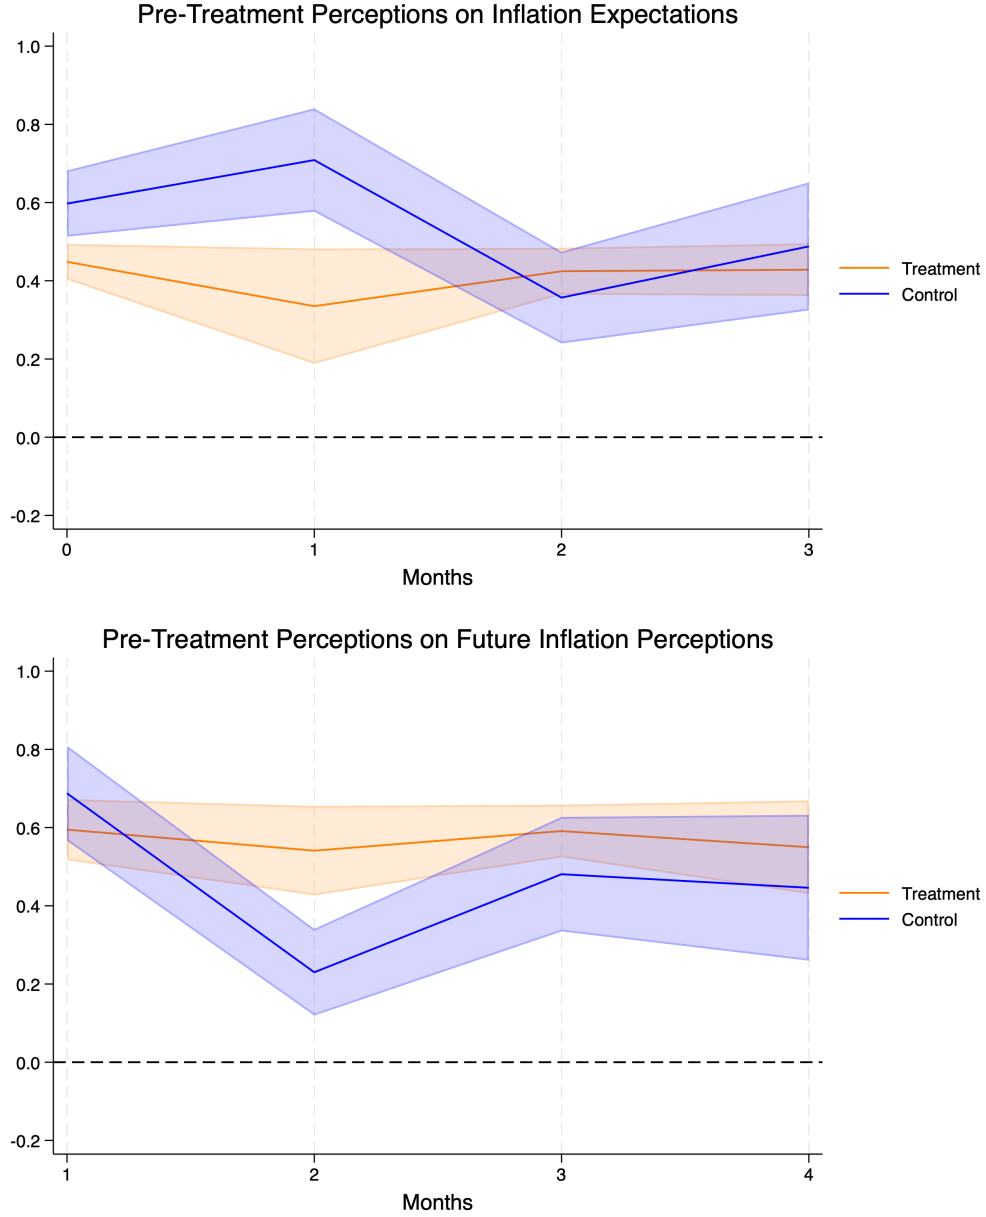 Pre-Treatment Perceptions on Inflation Expectations
1.0
0.8
0.6
0.4
0.2
0.0
-0.2
0 1 2 3
Months
Treatment
Control
Pre-Treatment Perceptions on Future Inflation Perceptions
1.0
0.8
0.6
0.4
0.2
0.0
-0.2
1 2 3 4
Months
Treatment
Control